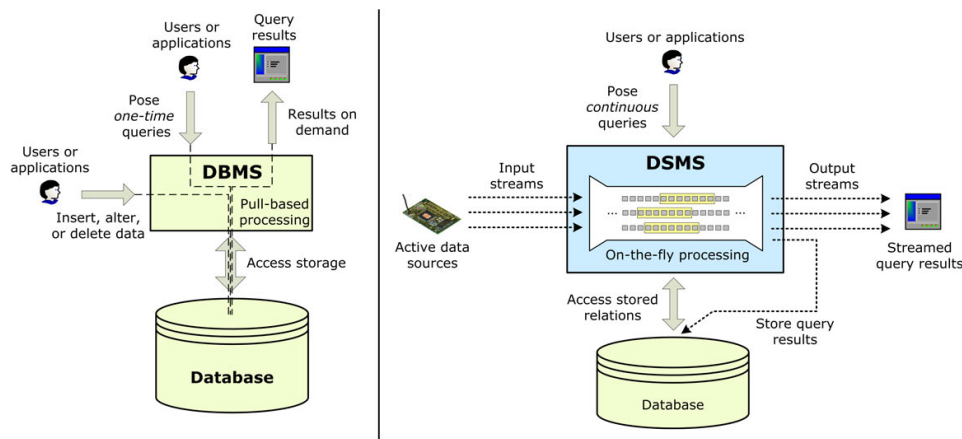 Users or
applications
Query
results
Pose
one-time
queries
Results on
demand
Users or
applications
DBMS
Pull-based
processing
Insert, alter,
or delete data
Access storage
Database
Users or applications
Pose
continuous
queries
DSMS
Input
streams
Output
streams
... ...
Active data
sources
On-the-fly processing
Streamed
query results
Access stored
relations
Store query
results
Database